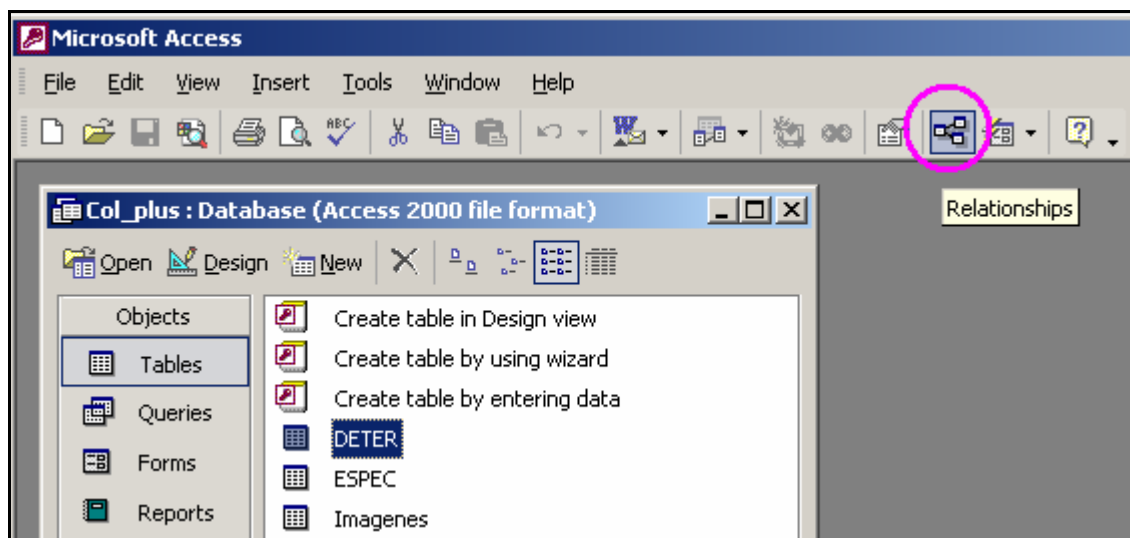 Microsoft Access
File Edit View Insert Tools Window Help
ABC W ?
Relationships
Col_plus : Database (Access 2000 file format)
Open Design New
Objects
Tables
Queries
Forms
Reports
Create table in Design view
Create table by using wizard
Create table by entering data
DETER
ESPEC
Imagenes